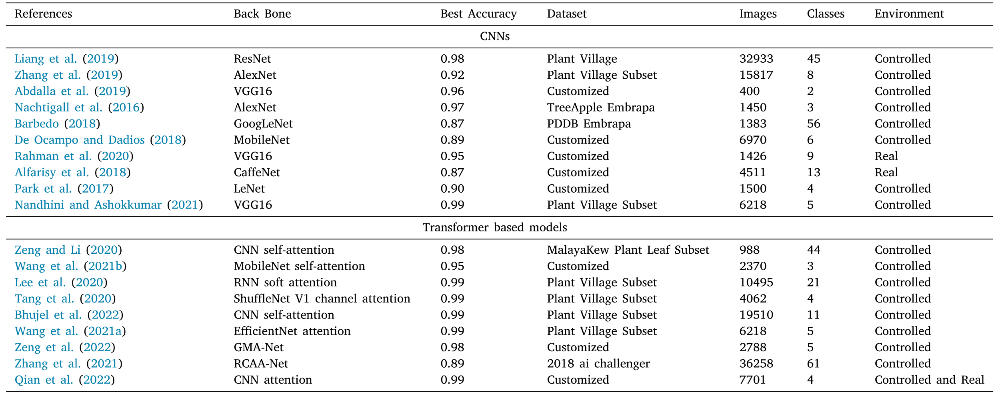 References Back Bone Best Accuracy Dataset Images Classes Environment
CNNs
Liang et al. (2019) ResNet 0.98 Plant Village 32933 45 Controlled
Zhang et al. (2019) AlexNet 0.92 Plant Village Subset 15817 8 Controlled
Abdalla et al. (2019) VGG16 0.96 Customized 400 2 Controlled
Nachtigall et al. (2016) AlexNet 0.97 TreeApple Embrapa 1450 3 Controlled
Barbedo (2018) GoogLeNet 0.87 PDDB Embrapa 1383 56 Controlled
De Ocampo and Dadios (2018) MobileNet 0.89 Customized 6970 6 Controlled
Rahman et al. (2020) VGG16 0.95 Customized 1426 9 Real
Alfarisy et al. (2018) CaffeNet 0.87 Customized 4511 13 Real
Park et al. (2017) LeNet 0.90 Customized 1500 4 Controlled
Nandhini and Ashokkumar (2021) VGG16 0.99 Plant Village Subset 6218 5 Controlled
Transformer based models
Zeng and Li (2020) CNN self-attention 0.98 MalayaKew Plant Leaf Subset 988 44 Controlled
Wang et al. (2021b) MobileNet self-attention 0.95 Customized 2370 3 Controlled
Lee et al. (2020) RNN soft attention 0.99 Plant Village Subset 10495 21 Controlled
Tang et al. (2020) ShuffleNet V1 channel attention 0.99 Plant Village Subset 4062 4 Controlled
Bhujel et al. (2022) CNN self-attention 0.99 Plant Village Subset 19510 11 Controlled
Wang et al. (2021a) EfficientNet attention 0.99 Plant Village Subset 6218 5 Controlled
Zeng et al. (2022) GMA-Net 0.98 Customized 2788 5 Controlled
Zhang et al. (2021) RCAA-Net 0.89 2018 ai challenger 36258 61 Controlled
Qian et al. (2022) CNN attention 0.99 Customized 7701 4 Controlled and Real